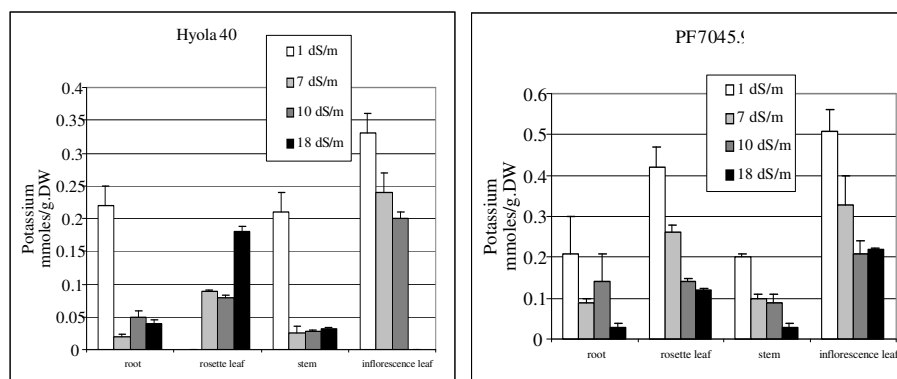 Hyola 40
1 dS/m
7 dS/m
10 dS/m
18 dS/m
Potassium
mmoles/g.DW
0.4
0.35
0.3
0.25
0.2
0.15
0.1
0.05
0
root
rosette leaf
stem
inflorescence leaf
PF7045.9
1 dS/m
7 dS/m
10 dS/m
18 dS/m
Potassium
mmoles/g.DW
0.6
0.5
0.4
0.3
0.2
0.1
0
root
rosette leaf
stem
inflorescence leaf